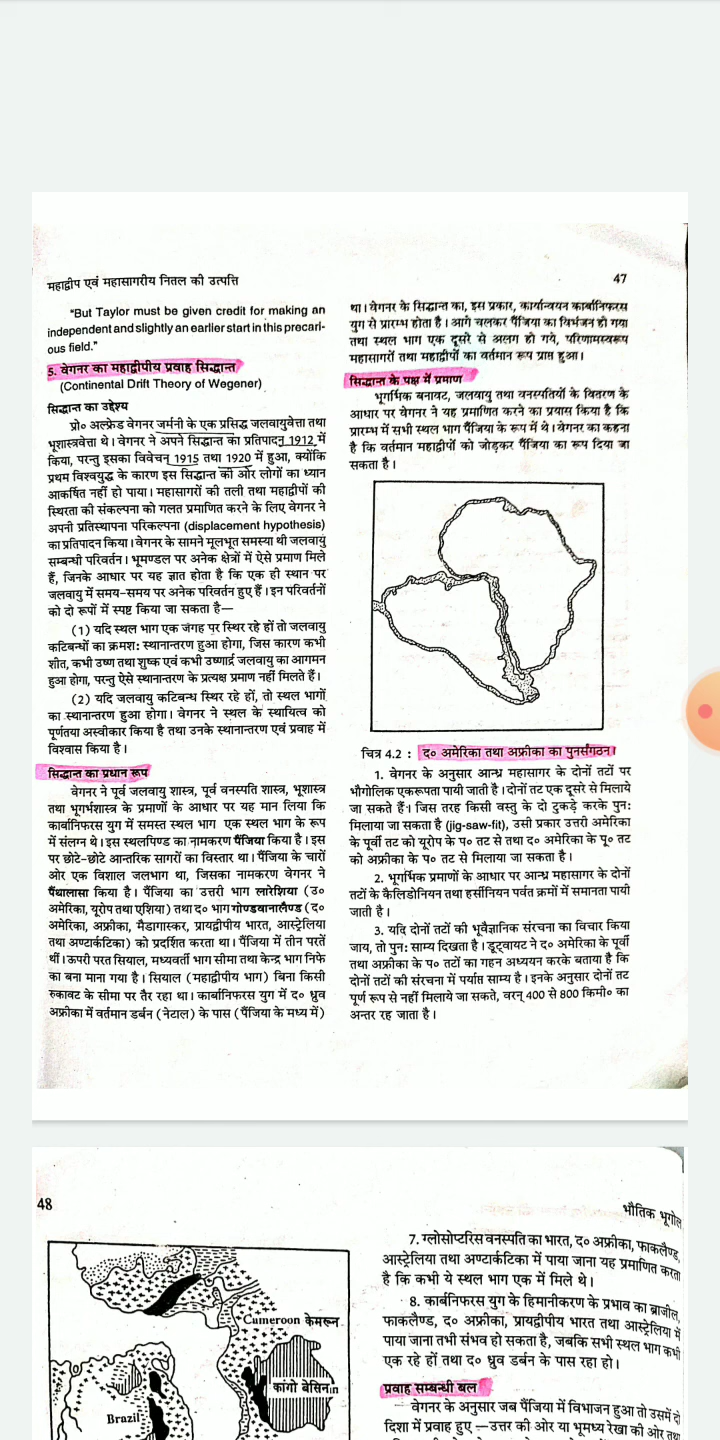 महाद्वीप एवं महासागरीय नितल की उत्पत्ति
47
"But Taylor must be given credit for making an
independent and slightly an earlier start in this precari-
ous field."
5. वेगनर का महाद्वीपीय प्रवाह सिद्धान्त
(Continental Drift Theory of Wegener)
सिद्धान्त का उद्देश्य
प्रो० अल्फ्रेड वेगनर जर्मनी के एक प्रसिद्ध जलवायुवेत्ता तथा
भूशास्त्रवेत्ता थे। वेगनर ने अपने सिद्धान्त का प्रतिपादन 1912 में
किया, परन्तु इसका विवेचन 1915 तथा 1920 में हुआ, क्योंकि
प्रथम विश्वयुद्ध के कारण इस सिद्धान्त की ओर लोगों का ध्यान
आकर्षित नहीं हो पाया। महासागरों की तली तथा महाद्वीपों की
स्थिरता की संकल्पना को गलत प्रमाणित करने के लिए वेगनर ने
अपनी प्रतिस्थापना परिकल्पना (displacement hypothesis)
का प्रतिपादन किया। वेगनर के सामने मूलभूत समस्या थी जलवायु
सम्बन्धी परिवर्तन। भूमण्डल पर अनेक क्षेत्रों में ऐसे प्रमाण मिले
हैं, जिनके आधार पर यह ज्ञात होता है कि एक ही स्थान पर
जलवायु में समय-समय पर अनेक परिवर्तन हुए हैं। इन परिवर्तनों
को दो रूपों में स्पष्ट किया जा सकता है—
(1) यदि स्थल भाग एक जंगह पर स्थिर रहे हों तो जलवायु
कटिबन्धों का क्रमश: स्थानान्तरण हुआ होगा, जिस कारण कभी
शीत, कभी उष्ण तथा शुष्क एवं कभी उष्णार्द्र जलवायु का आगमन
हुआ होगा, परन्तु ऐसे स्थानान्तरण के प्रत्यक्ष प्रमाण नहीं मिलते हैं।
(2) यदि जलवायु कटिबन्ध स्थिर रहे हों, तो स्थल भागों
का स्थानान्तरण हुआ होगा। वेगनर ने स्थल के स्थायित्व को
पूर्णतया अस्वीकार किया है तथा उनके स्थानान्तरण एवं प्रवाह में
विश्वास किया है।
सिद्धान्त का प्रधान रूप
वेगनर ने पूर्व जलवायु शास्त्र, पूर्व वनस्पति शास्त्र, भूशास्त्र
तथा भूगर्भशास्त्र के प्रमाणों के आधार पर यह मान लिया कि
कार्बानिफरस युग में समस्त स्थल भाग एक स्थल भाग के रूप
में संलग्न थे। इस स्थलपिण्ड का नामकरण पैंजिया किया है। इस
पर छोटे-छोटे आन्तरिक सागरों का विस्तार था। पैंजिया के चारों
ओर एक विशाल जलभाग था, जिसका नामकरण वेगनर ने
पैंथालासा किया है। पैंजिया का उत्तरी भाग लारेशिया (उ०
अमेरिका, यूरोप तथा एशिया) तथा द० भाग गोण्डवानालैण्ड (द०
अमेरिका, अफ्रीका, मैडागास्कर, प्रायद्वीपीय भारत, आस्ट्रेलिया
तथा अण्टार्कटिका) को प्रदर्शित करता था। पैंजिया में तीन परतें
थीं। ऊपरी परत सियाल, मध्यवर्ती भाग सीमा तथा केन्द्र भाग निफे
का बना माना गया है। सियाल (महाद्वीपीय भाग) बिना किसी
रुकावट के सीमा पर तैर रहा था। कार्बानिफरस युग में द० ध्रुव
अफ्रीका में वर्तमान डर्बन (नेटाल) के पास (पैंजिया के मध्य में)
था। वेगनर के सिद्धान्त का, इस प्रकार, कार्यान्वयन कार्बानिफरस
युग से प्रारम्भ होता है। आगे चलकर पैंजिया का विभंजन हो गया
तथा स्थल भाग एक दूसरे से अलग हो गये, परिणामस्वरूप
महासागरों तथा महाद्वीपों का वर्तमान रूप प्राप्त हुआ।
सिद्धान्त के पक्ष में प्रमाण
भूगर्भिक बनावट, जलवायु तथा वनस्पतियों के वितरण के
आधार पर वेगनर ने यह प्रमाणित करने का प्रयास किया है कि
प्रारम्भ में सभी स्थल भाग पैंजिया के रूप में थे। वेगनर का कहना
है कि वर्तमान महाद्वीपों को जोड़कर पैंजिया का रूप दिया जा
सकता है।
चित्र 4.2 : द० अमेरिका तथा अफ्रीका का पुनर्संगठन।
1. वेगनर के अनुसार आन्ध्र महासागर के दोनों तटों पर
भौगोलिक एकरूपता पायी जाती है। दोनों तट एक दूसरे से मिलाये
जा सकते हैं। जिस तरह किसी वस्तु के दो टुकड़े करके पुन:
मिलाया जा सकता है (jig-saw-fit), उसी प्रकार उत्तरी अमेरिका
के पूर्वी तट को यूरोप के प० तट से तथा द० अमेरिका के पू० तट
को अफ्रीका के प० तट से मिलाया जा सकता है।
2. भूगर्भिक प्रमाणों के आधार पर आन्ध्र महासागर के दोनों
तटों के कैलिडोनियन तथा हर्सीनियन पर्वत क्रमों में समानता पायी
जाती है।
3. यदि दोनों तटों की भूवैज्ञानिक संरचना का विचार किया
जाय, तो पुन: साम्य दिखता है। डूट्वायट ने द० अमेरिका के पूर्वी
तथा अफ्रीका के प० तटों का गहन अध्ययन करके बताया है कि
दोनों तटों की संरचना में पर्याप्त साम्य है। इनके अनुसार दोनों तट
पूर्ण रूप से नहीं मिलाये जा सकते, वरन् 400 से 800 किमी० का
अन्तर रह जाता है।
48
भौतिक भूगोल
Cameroon केमरून
कांगो बेसिन
Brazil
7. ग्लोसोप्टरिस वनस्पति का भारत, द० अफ्रीका, फाकलैण्ड,
आस्ट्रेलिया तथा अण्टार्कटिका में पाया जाना यह प्रमाणित करता
है कि कभी ये स्थल भाग एक में मिले थे।
8. कार्बनिफरस युग के हिमानीकरण के प्रभाव का ब्राजील,
फाकलैण्ड, द० अफ्रीका, प्रायद्वीपीय भारत तथा आस्ट्रेलिया में
पाया जाना तभी संभव हो सकता है, जबकि सभी स्थल भाग कभी
एक रहे हों तथा द० ध्रुव डर्बन के पास रहा हो।
प्रवाह सम्बन्धी बल
वेगनर के अनुसार जब पैंजिया में विभाजन हुआ तो उसमें दो
दिशा में प्रवाह हुए —उत्तर की ओर या भूमध्य रेखा की ओर तथा